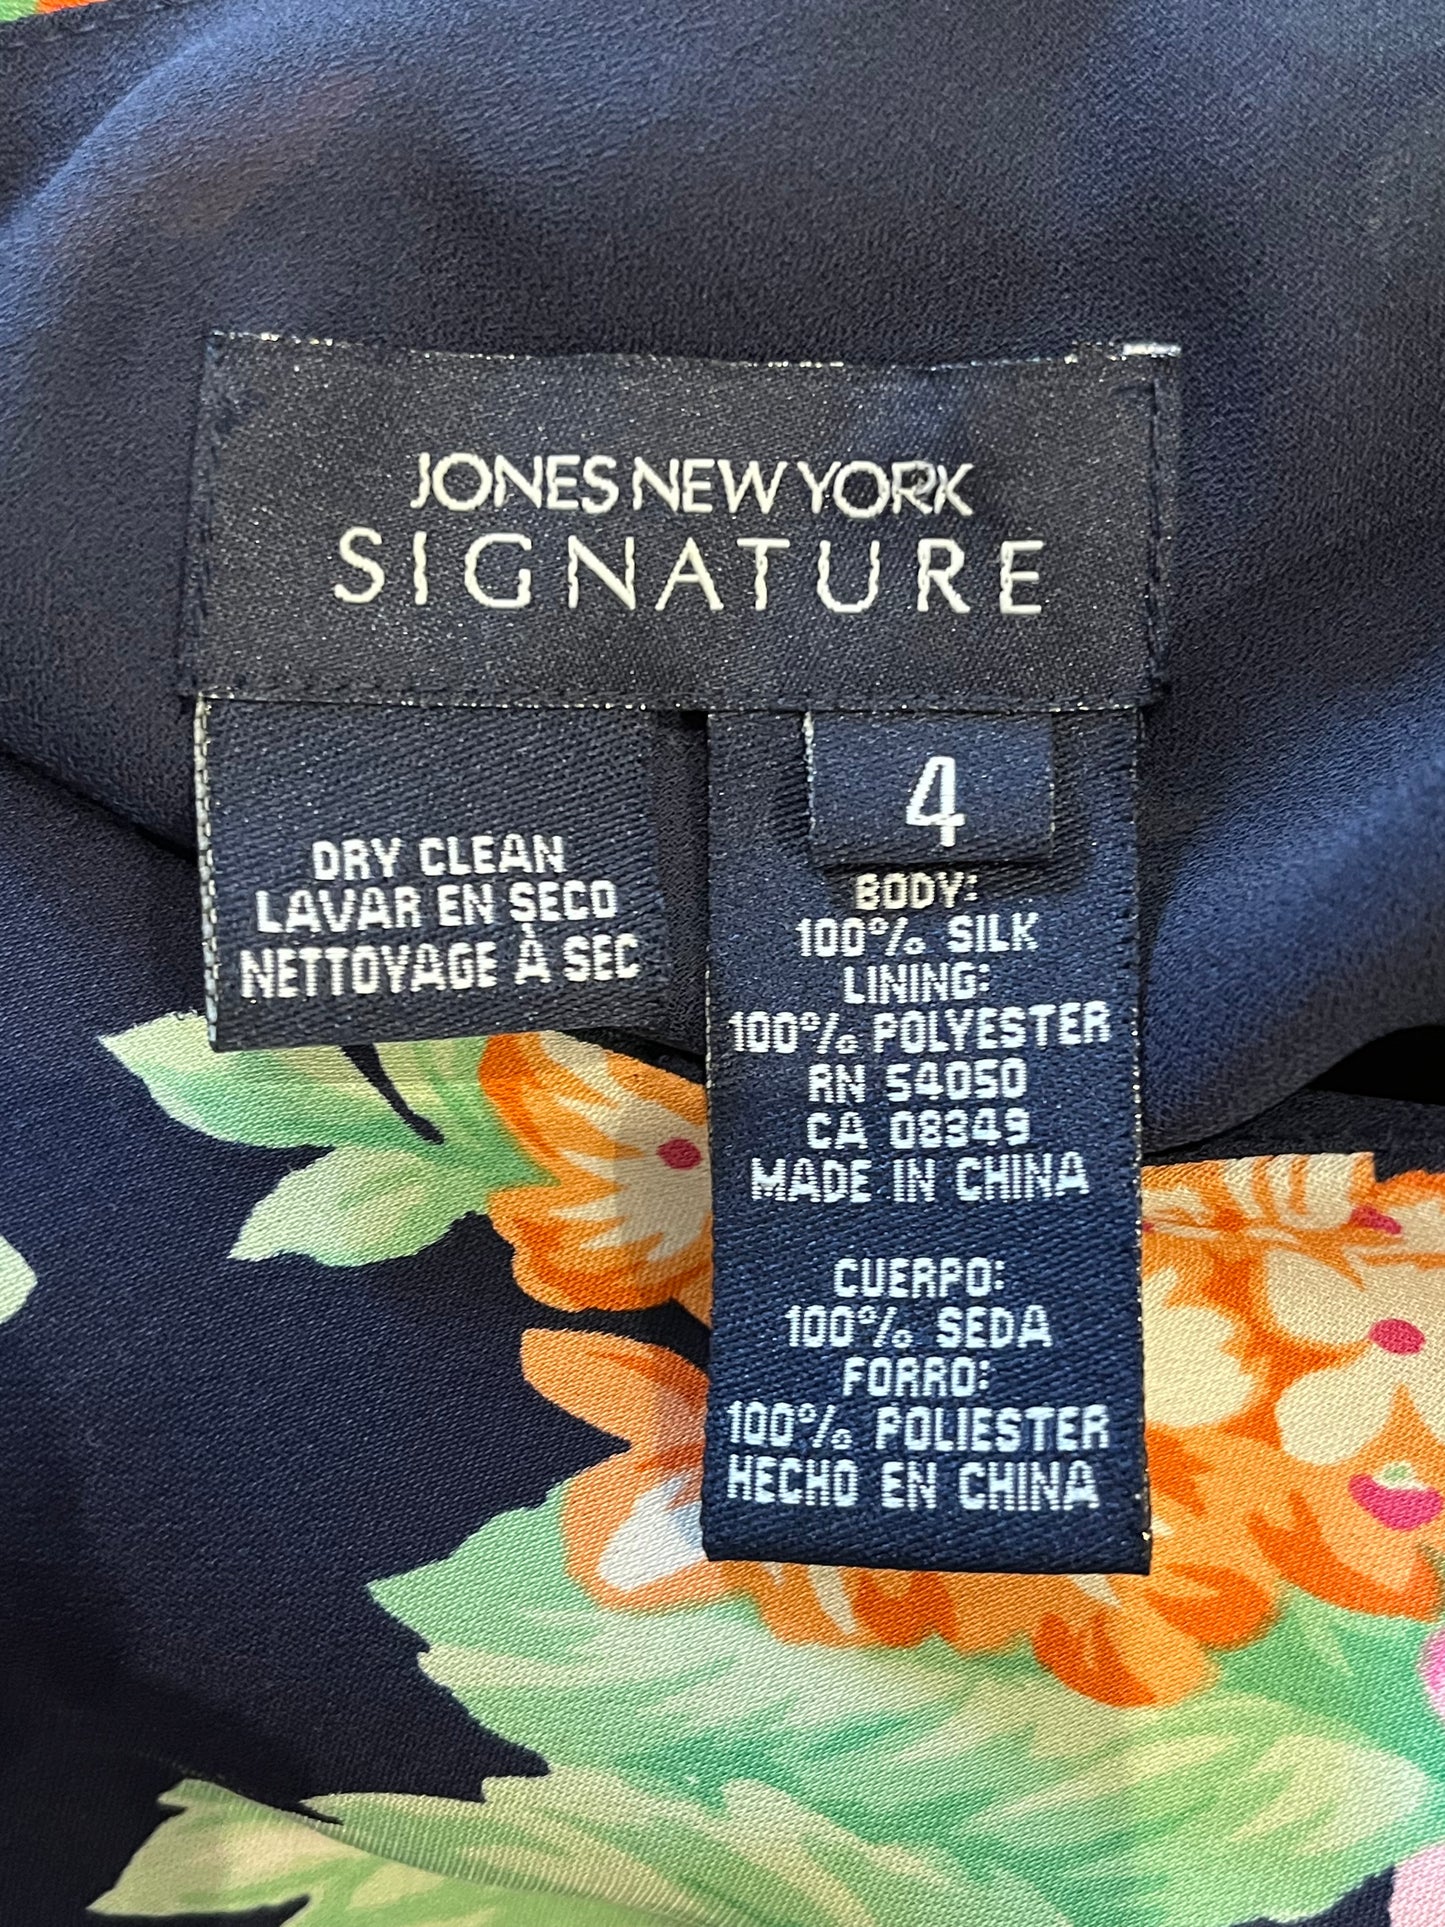 JONES NEW YORK
SIGNATURE
DRY CLEAN
LAVAR EN SECO
NETTOYAGE À SEC
4
BODY:
100% SILK
LINING:
100% POLYESTER
RN 54050
CA 08349
MADE IN CHINA
CUERPO:
100% SEDA
FORRO:
100% POLIESTER
HECHO EN CHINA